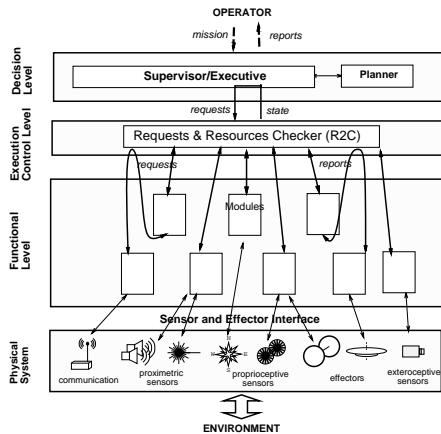 OPERATOR
mission
reports
Decision
Level
Supervisor/Executive
Planner
requests
state
Execution
Control Level
Requests & Resources Checker (R2C)
requests
reports
Functional
Level
Modules
Sensor and Effector Interface
Physical
System
N
W
E
S
communication
proximetric
sensors
proprioceptive
sensors
effectors
exteroceptive
sensors
ENVIRONMENT